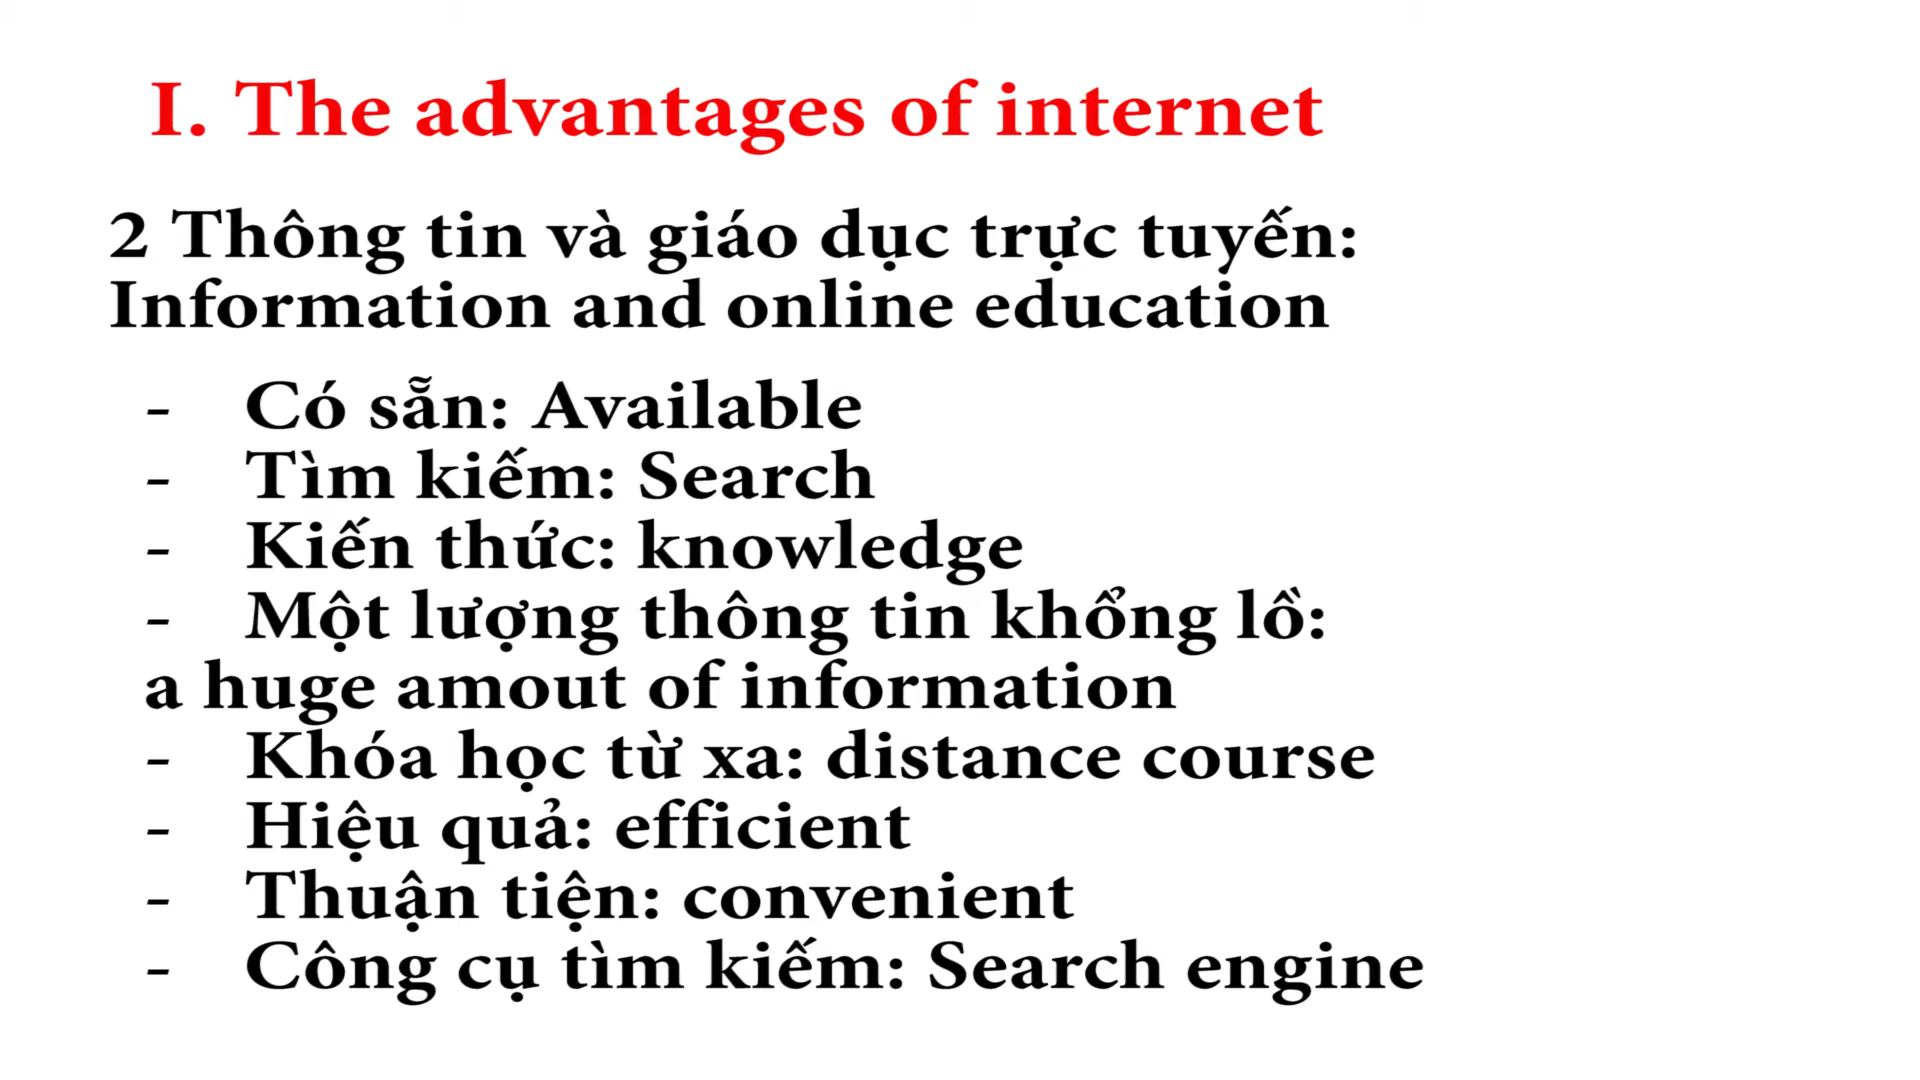 I. The advantages of internet
2 Thông tin và giáo dục trực tuyến:
Information and online education
- Có sẵn: Available
- Tìm kiếm: Search
- Kiến thức: knowledge
- Một lượng thông tin khổng lồ:
a huge amout of information
- Khóa học từ xa: distance course
- Hiệu quả: efficient
- Thuận tiện: convenient
- Công cụ tìm kiếm: Search engine